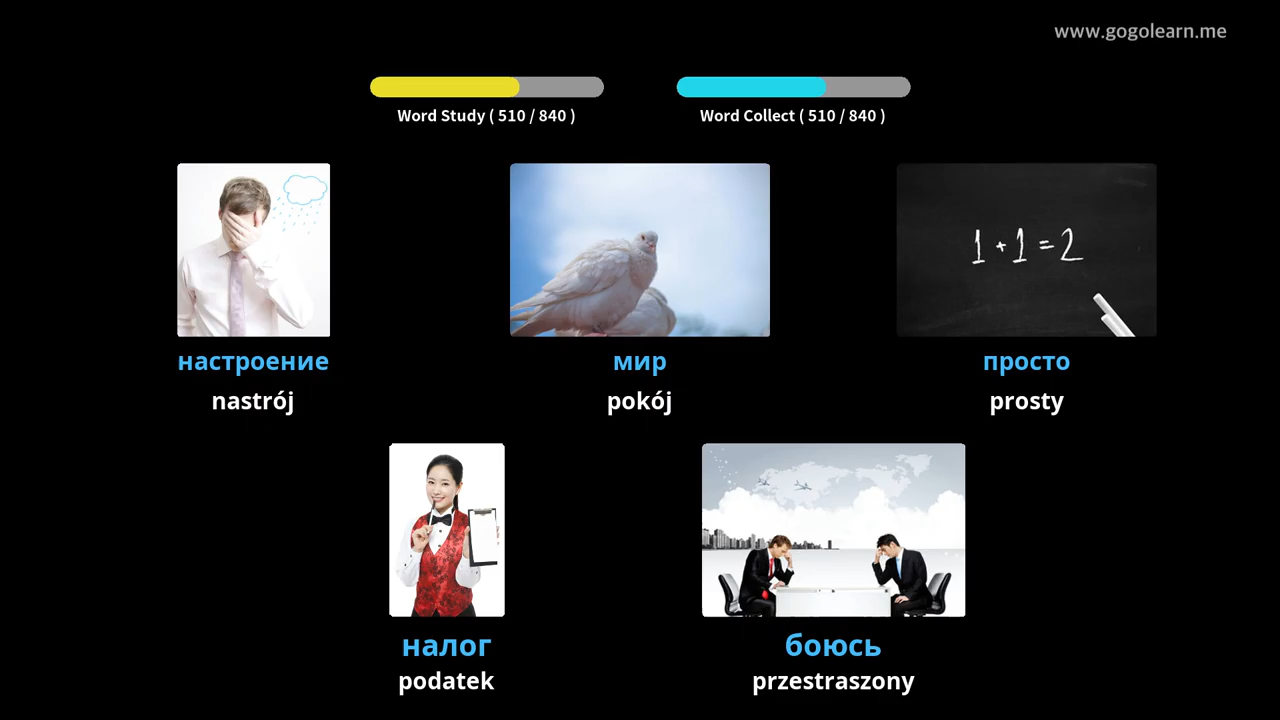 www.gogolearn.me
Word Study ( 510 / 840 )
Word Collect ( 510 / 840 )
1 + 1 = 2
настроение
nastrój
мир
pokój
просто
prosty
налог
podatek
боюсь
przestraszony